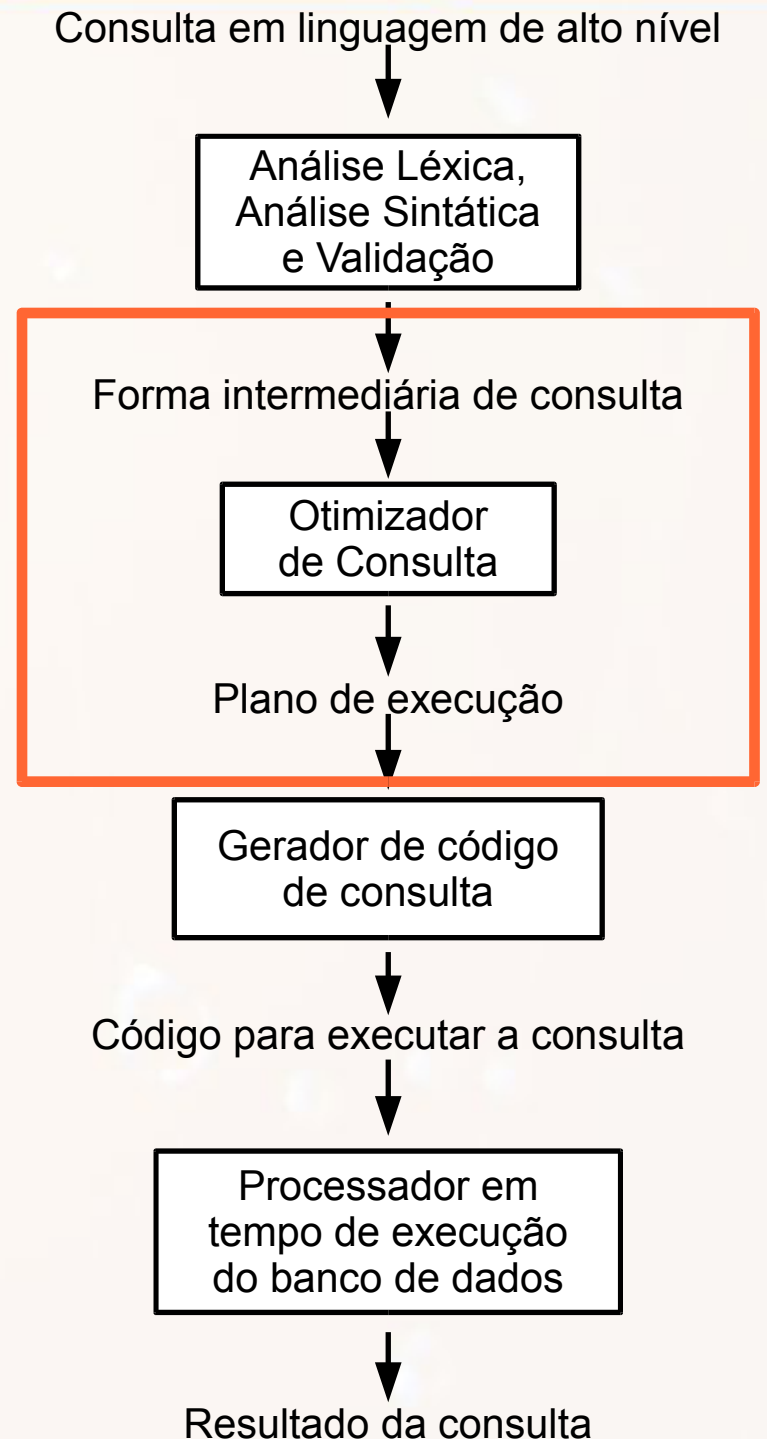 Consulta em linguagem de alto nível
Análise Léxica,
Análise Sintática
e Validação
Forma intermediária de consulta
Otimizador
de Consulta
Plano de execução
Gerador de código
de consulta
Código para executar a consulta
Processador em
tempo de execução
do banco de dados
Resultado da consulta